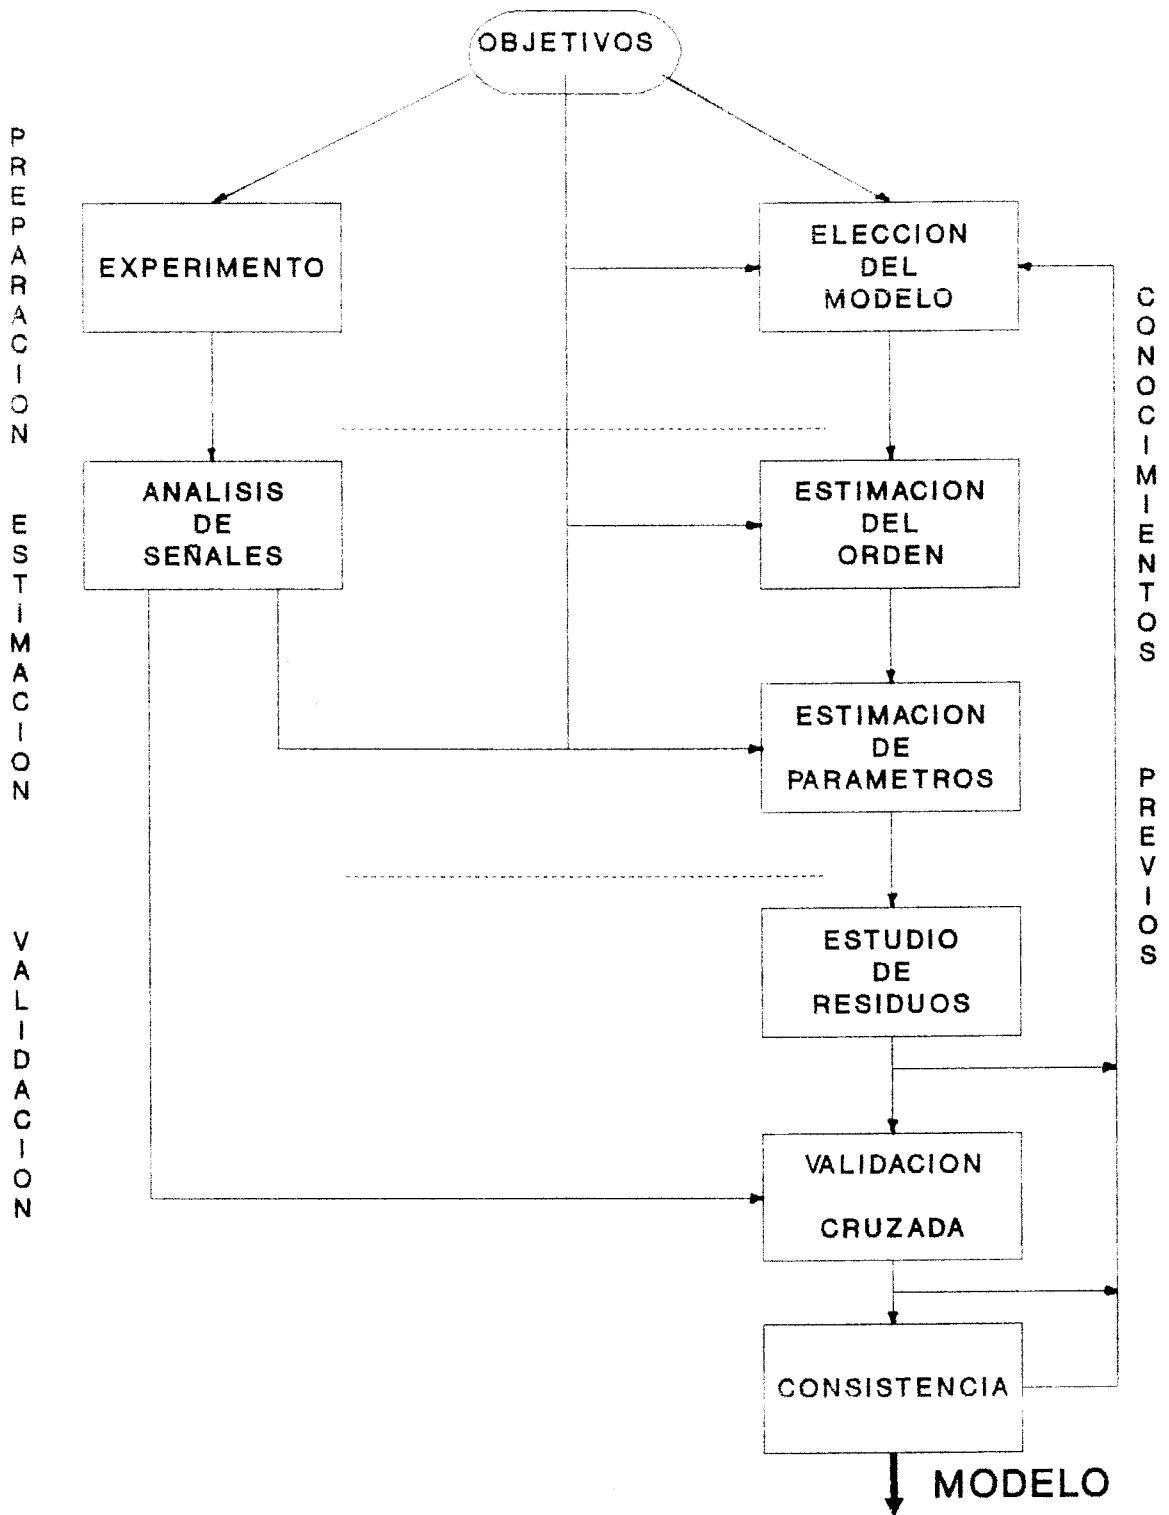 OBJETIVOS
PREPARACION
EXPERIMENTO
ELECCION
DEL
MODELO
CONOCIMIENTOS PREVIOS
ESTIMACION
ANALISIS
DE
SEÑALES
ESTIMACION
DEL
ORDEN
ESTIMACION
DE
PARAMETROS
VALIDACION
ESTUDIO
DE
RESIDUOS
VALIDACION
CRUZADA
CONSISTENCIA
MODELO